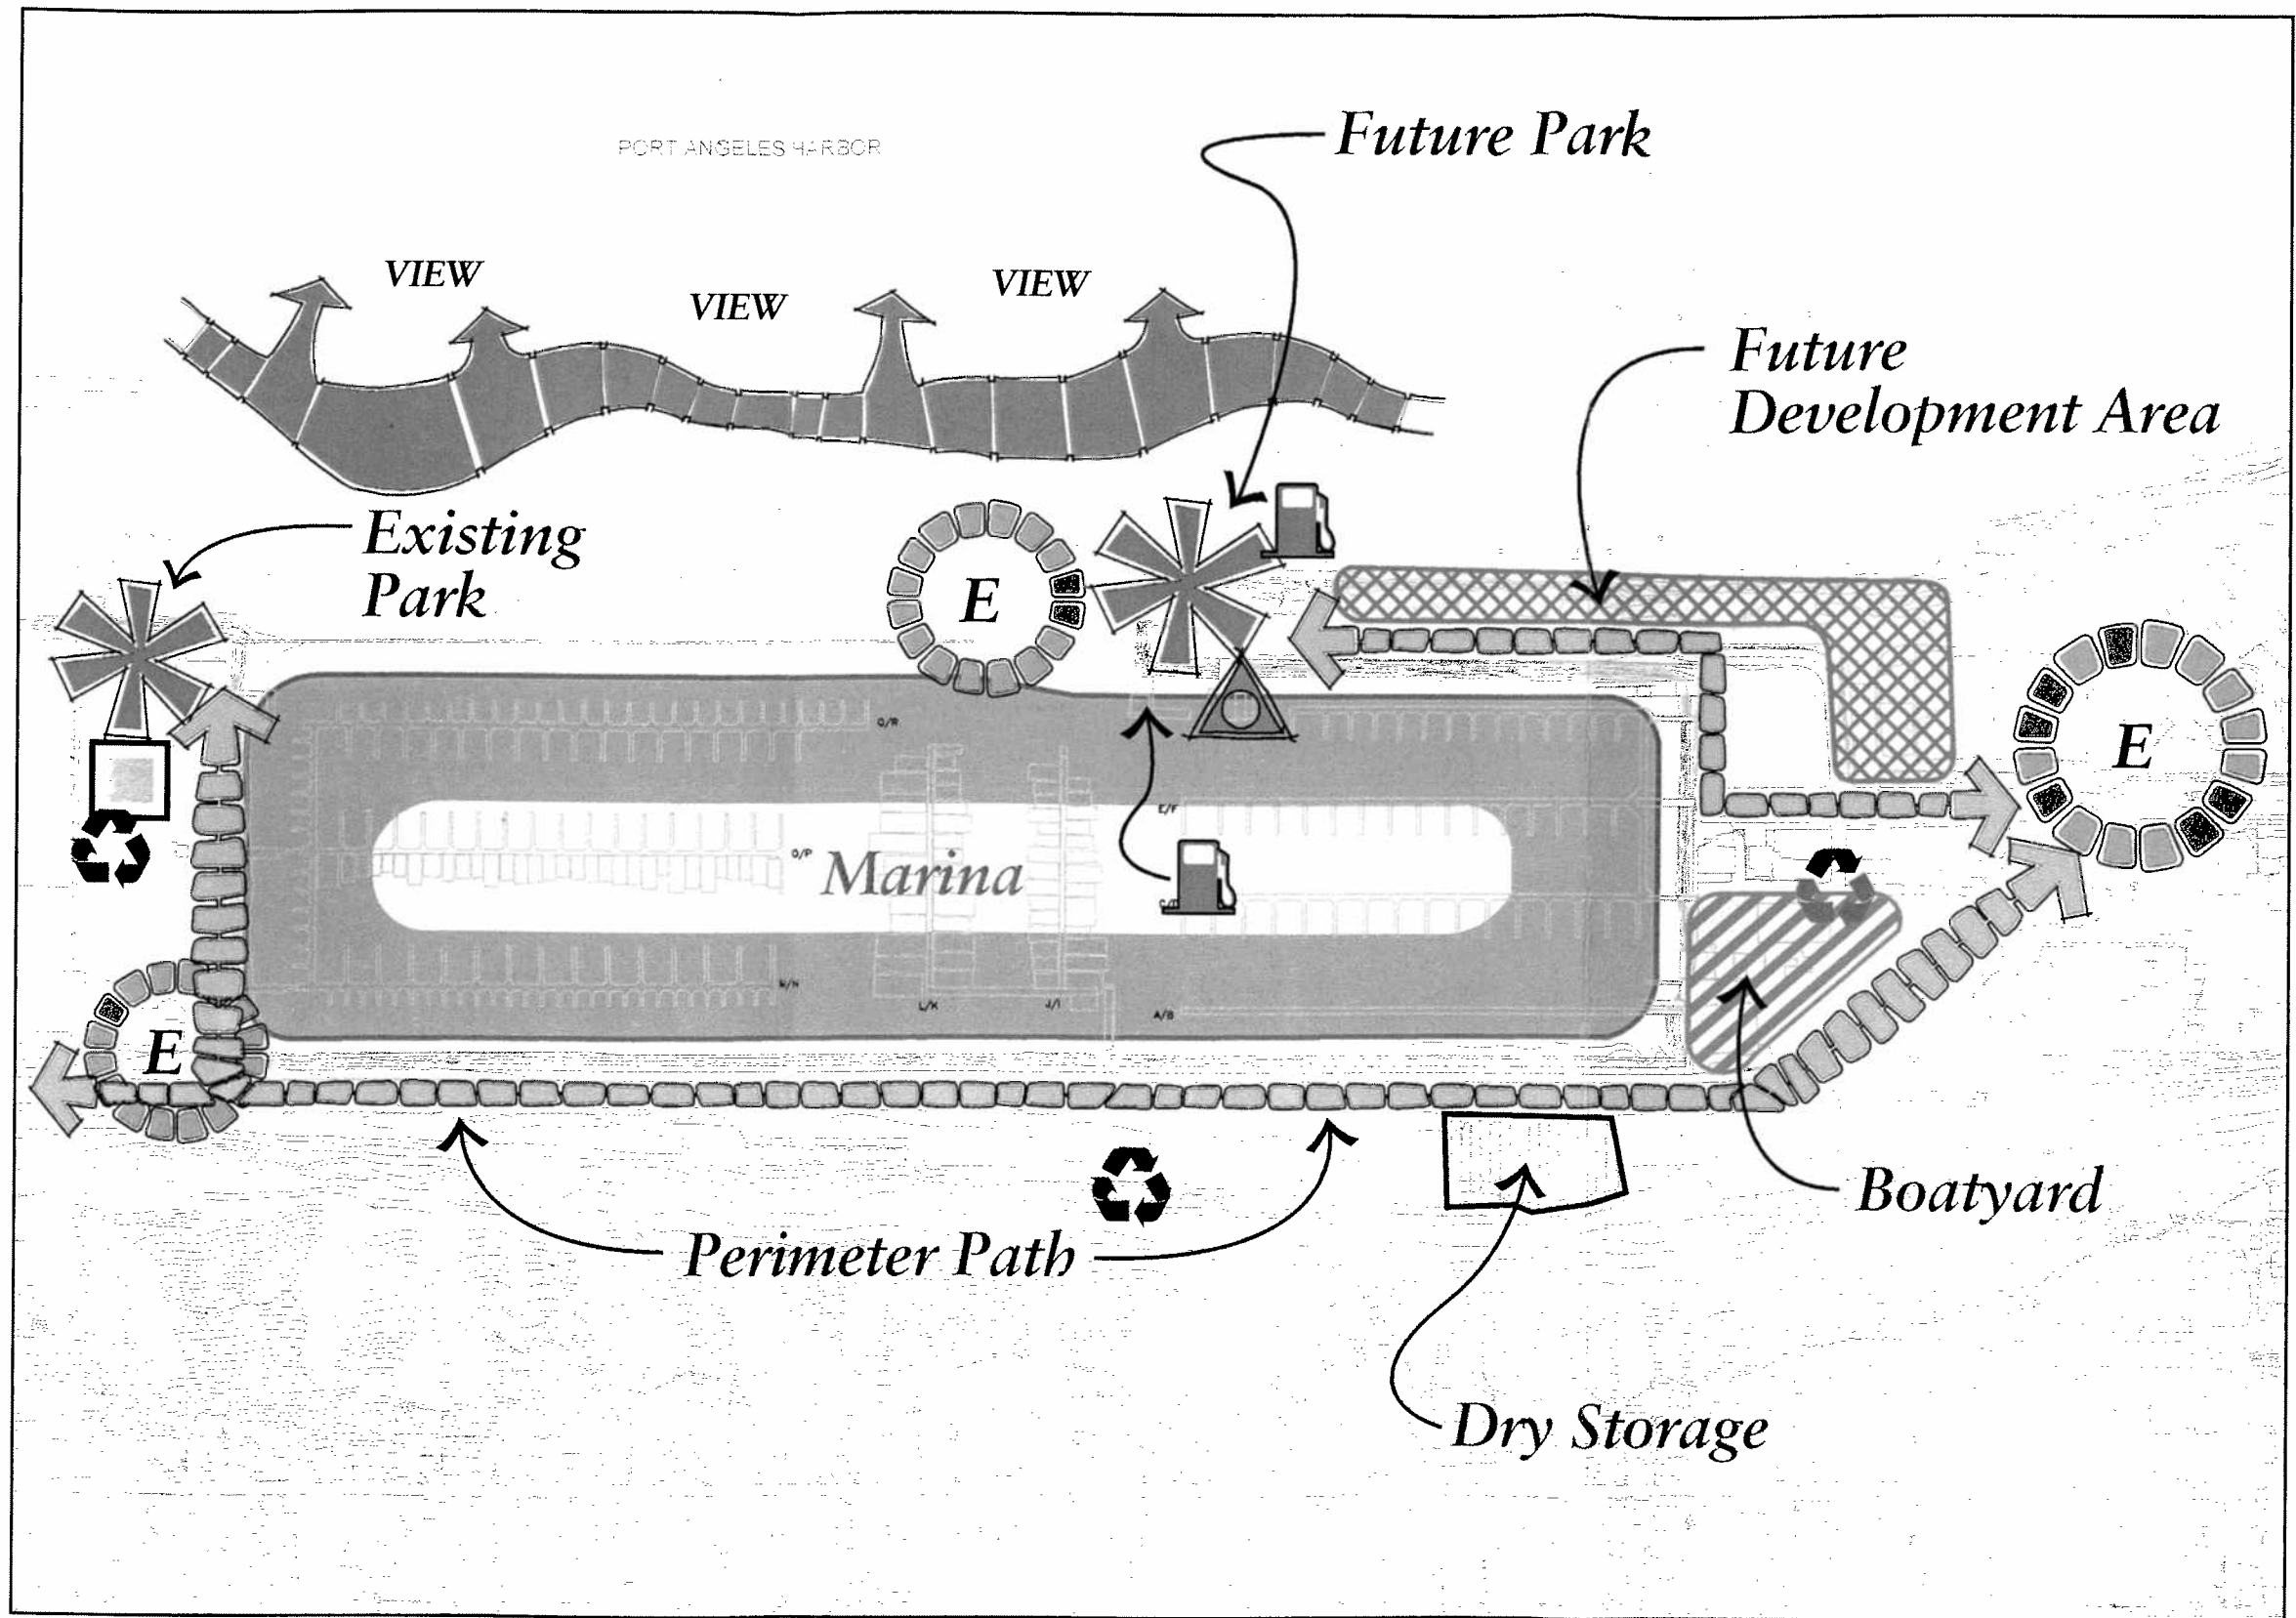 PORT ANGELES HARBOR
Future Park
VIEW
VIEW
VIEW
Future
Development Area
Existing
Park
E
E
Q/R
E/F
O/P
Marina
M/N
L/K
J/I
A/B
E
Boatyard
Perimeter Path
Dry Storage